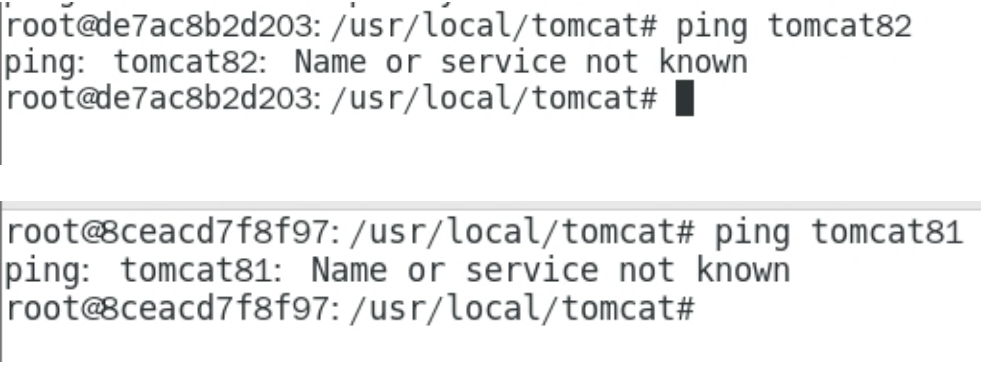 root@de7ac8b2d203:/usr/local/tomcat# ping tomcat82
ping: tomcat82: Name or service not known
root@de7ac8b2d203:/usr/local/tomcat#
root@8ceacd7f8f97:/usr/local/tomcat# ping tomcat81
ping: tomcat81: Name or service not known
root@8ceacd7f8f97:/usr/local/tomcat#